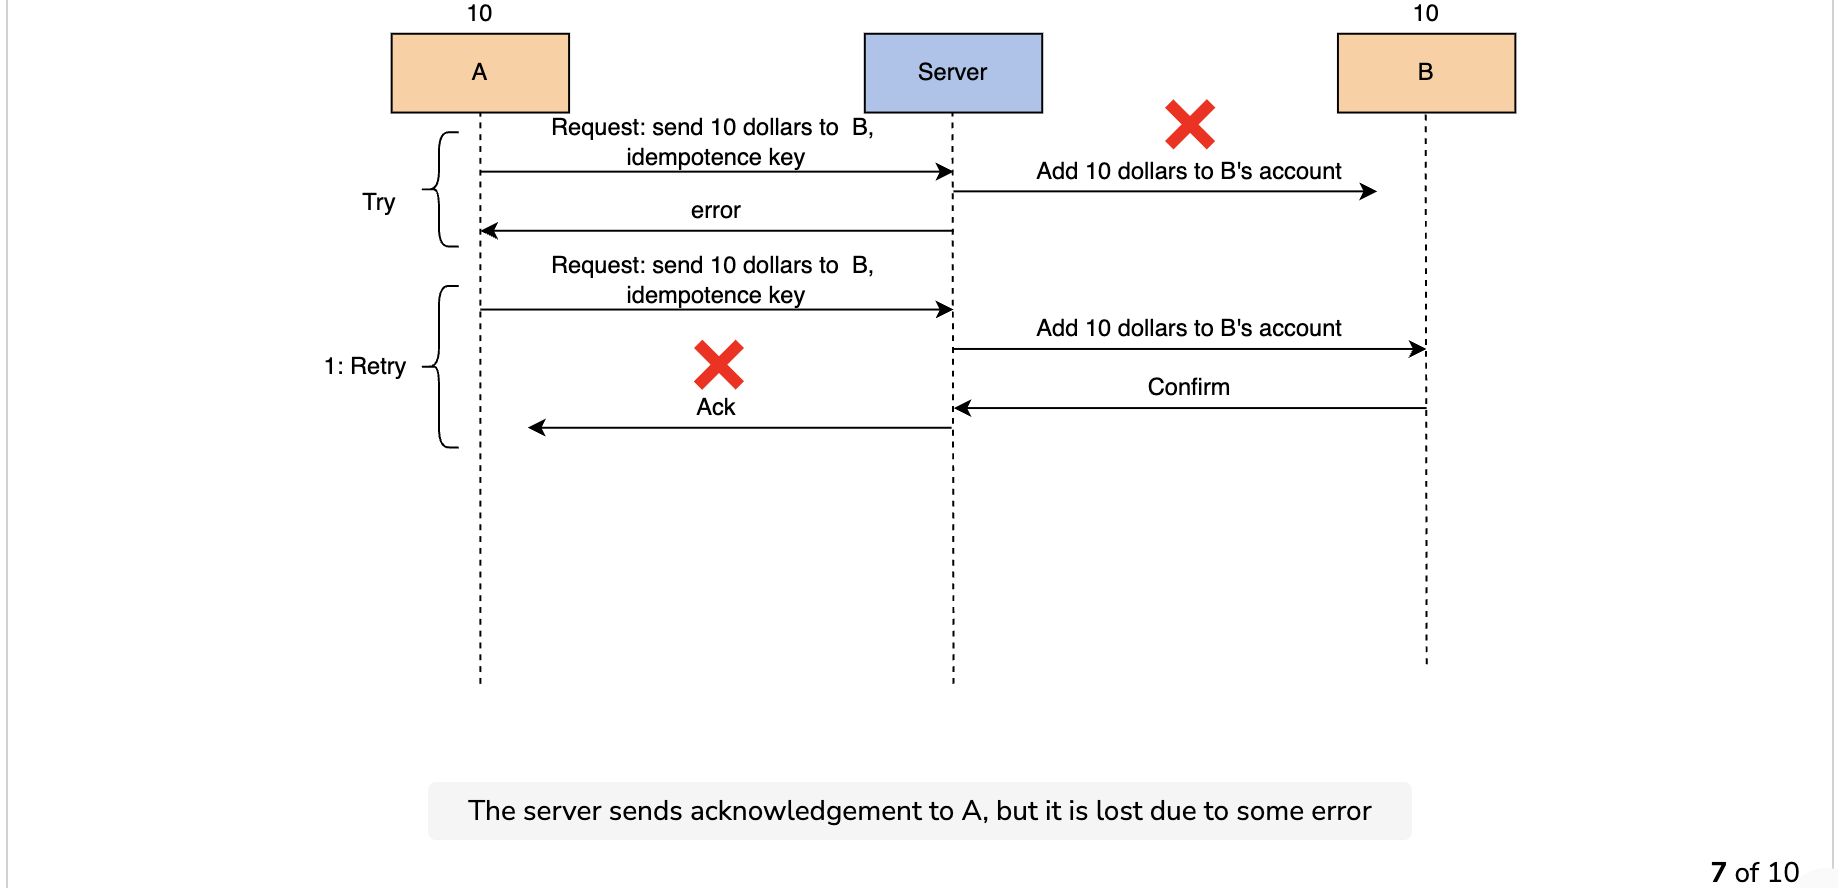 10
10
A
Server
B
Request: send 10 dollars to B,
idempotence key
Add 10 dollars to B's account
Try
error
Request: send 10 dollars to B,
idempotence key
Add 10 dollars to B's account
1: Retry
Confirm
Ack
The server sends acknowledgement to A, but it is lost due to some error
7 of 10